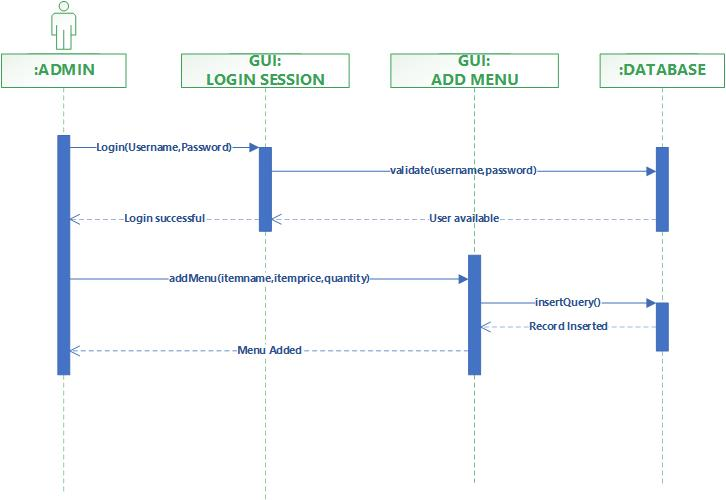 :ADMIN
GUI:
LOGIN SESSION
GUI:
ADD MENU
:DATABASE
Login(Username,Password)
validate(username,password)
Login successful
User available
addMenu(itemname,itemprice,quantity)
insertQuery()
Record Inserted
Menu Added